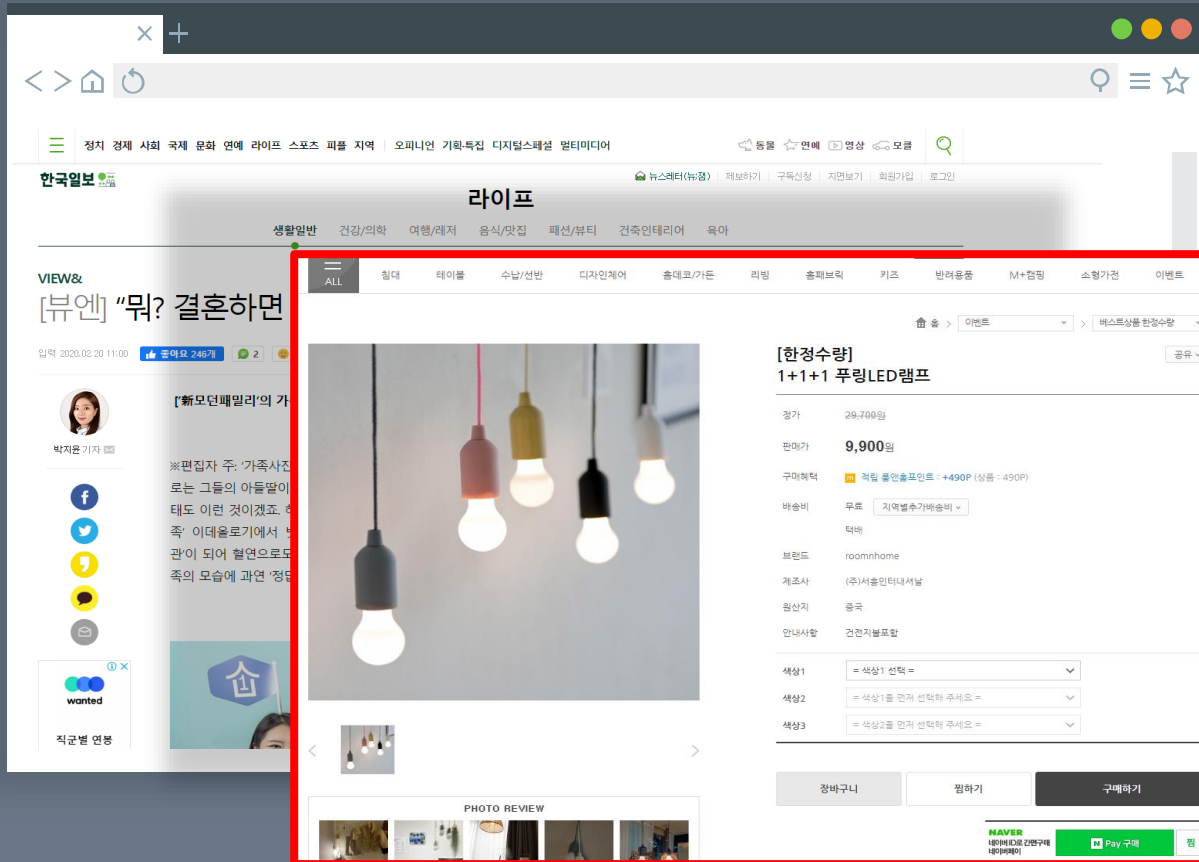 정치 경제 사회 국제 문화 연예 라이프 스포츠 피플 지역 오피니언 기획·특집 디지털스페셜 멀티미디어
동물 연예 영상 모클
한국일보
뉴스레터(뉴;잼) 제보하기 구독신청 지면보기 회원가입 로그인
라이프
생활일반 건강/의학 여행/레저 음식/맛집 패션/뷰티 건축인테리어 육아
VIEW&
[뷰엔] “뭐? 결혼하면
입력 2020.02.20 11:00
좋아요 246개
2
박지윤 기자
['新모던패밀리'의 가
※편집자 주: '가족사진
로는 그들의 아들딸이
태도 이런 것이겠죠.
족' 이데올로기에서
관'이 되어 혈연으로
족의 모습에 과연
wanted
직군별 연봉
ALL
침대 테이블 수납/선반 디자인체어 홈데코/가든 리빙 홈패브릭 키즈 반려용품 M+캠핑 소형가전 이벤트
홈 > 이벤트 > 베스트상품 한정수량
[한정수량]
1+1+1 푸링LED램프
공유
정가 29,700원
판매가 9,900원
구매혜택 m 적립 룸앤홈포인트 : +490P (상품 : 490P)
배송비 무료 지역별추가배송비
택배
브랜드 roomnhome
제조사 (주)서흥인터내셔날
원산지 중국
안내사항 건전지불포함
색상1 = 색상1 선택 =
색상2 = 색상1을 먼저 선택해 주세요 =
색상3 = 색상2를 먼저 선택해 주세요 =
장바구니 찜하기 구매하기
PHOTO REVIEW
NAVER
네이버ID로 간편구매
네이버페이
N Pay 구매
찜